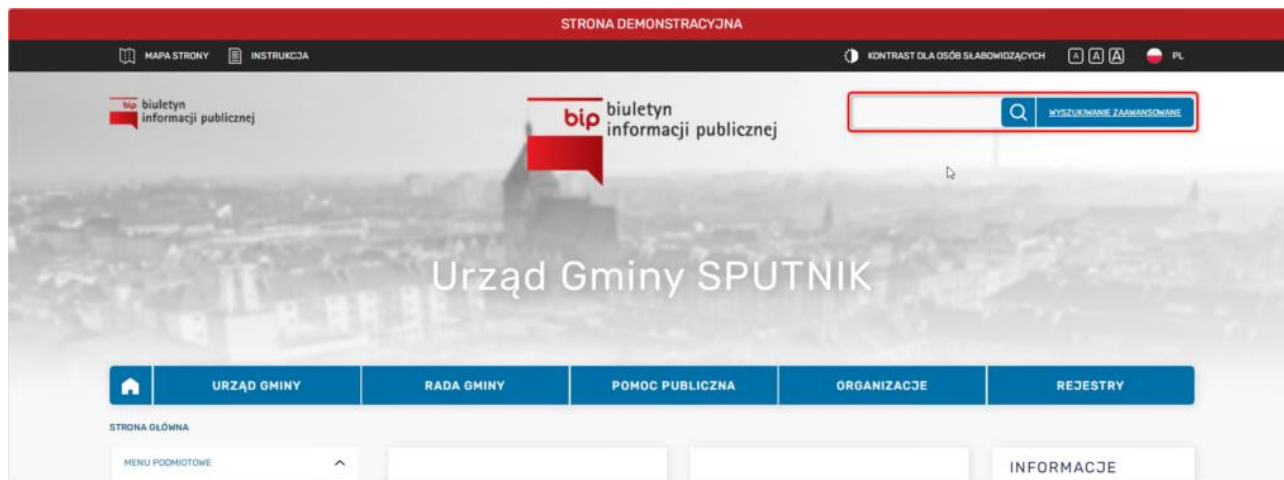 STRONA DEMONSTRACYJNA
MAPA STRONY INSTRUKCJA KONTRAST DLA OSÓB SŁABOWIDZĄCYCH A A A PL
bip biuletyn
informacji publicznej
bip biuletyn
informacji publicznej
WYSZUKIWANIE ZAAWANSOWANE
Urząd Gminy SPUTNIK
URZĄD GMINY RADA GMINY POMOC PUBLICZNA ORGANIZACJE REJESTRY
STRONA GŁÓWNA
MENU PODMIOTOWE
INFORMACJE